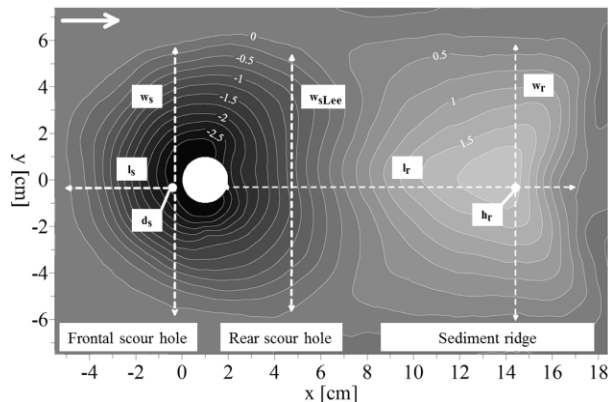 6
4
2
0
-2
-4
-6
y [cm]
0
-0.5
-1
-1.5
-2
-2.5
0.5
1
1.5
ws
wsLee
wr
ls
lr
ds
hr
Frontal scour hole
Rear scour hole
Sediment ridge
-4 -2 0 2 4 6 8 10 12 14 16 18
x [cm]